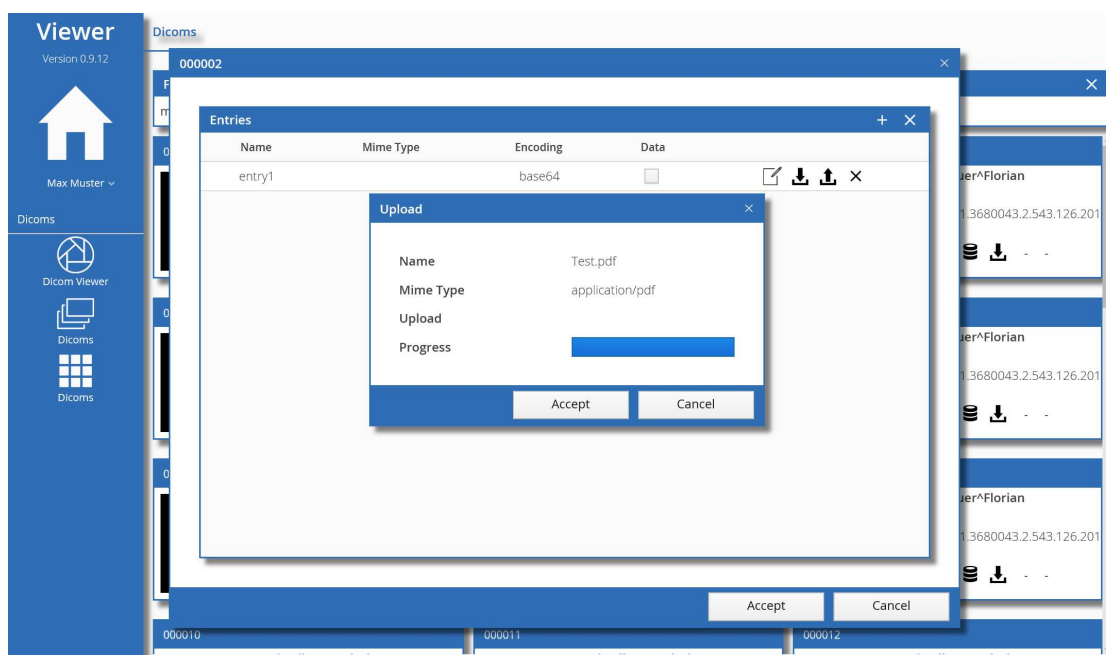 Viewer
Version 0.9.12
Max Muster
Dicoms
Dicom Viewer
Dicoms
Dicoms
Dicoms
000002
Entries
Name Mime Type Encoding Data
entry1 base64
Upload
Name Test.pdf
Mime Type application/pdf
Upload
Progress
Accept Cancel
Accept Cancel
uer^Florian
1.3680043.2.543.126.201
- -
uer^Florian
1.3680043.2.543.126.201
- -
uer^Florian
1.3680043.2.543.126.201
- -
000010 000011 000012